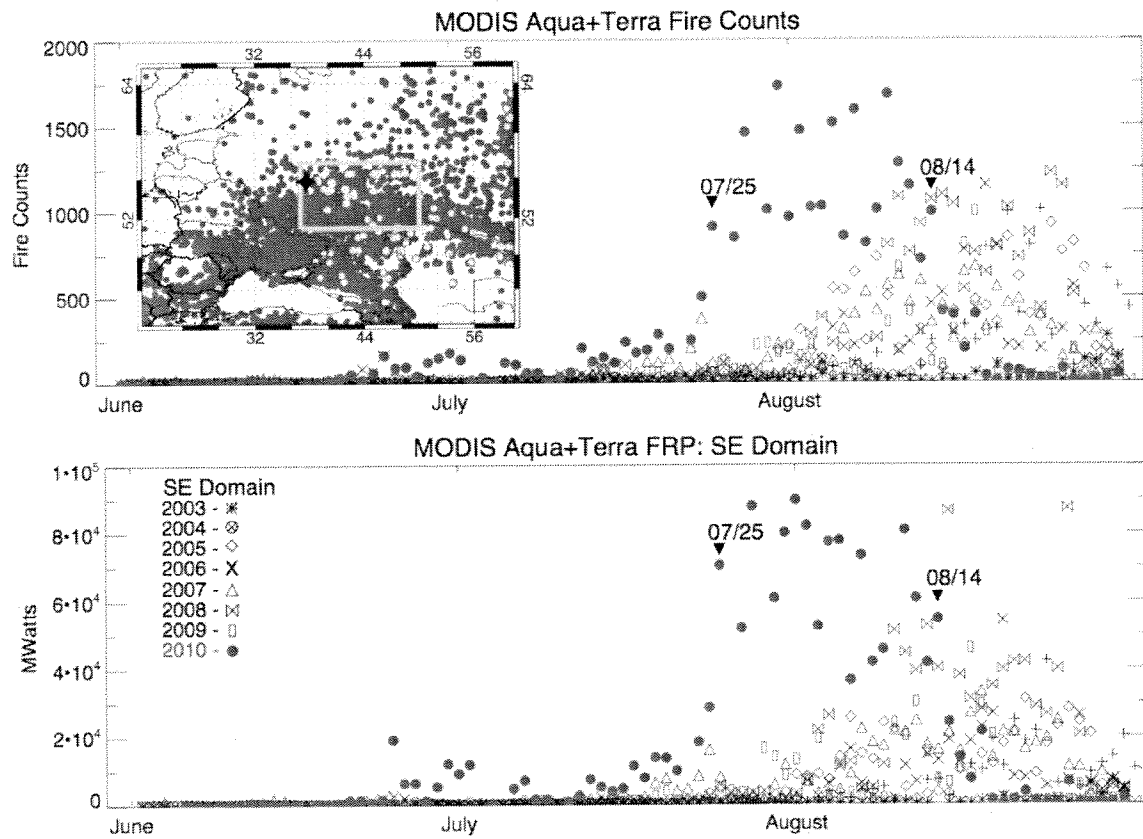 MODIS Aqua+Terra Fire Counts
2000
1500
1000
500
0
Fire Counts
32 44 56
64 64
52 52
32 44 56
07/25
08/14
June July August
MODIS Aqua+Terra FRP: SE Domain
1•10⁵
8•10⁴
6•10⁴
4•10⁴
2•10⁴
0
MWatts
SE Domain
2003 -
2004 -
2005 -
2006 -
2007 -
2008 -
2009 -
2010 -
07/25
08/14
June July August